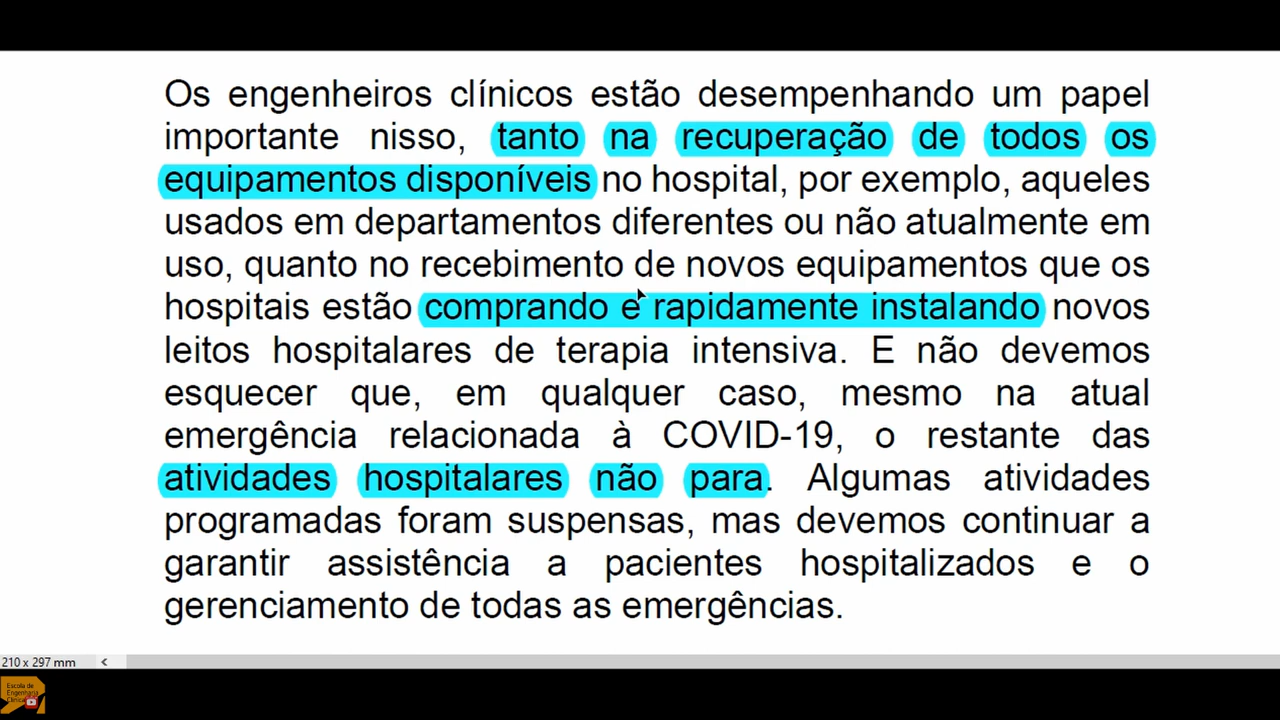 Os engenheiros clínicos estão desempenhando um papel
importante nisso, tanto na recuperação de todos os
equipamentos disponíveis no hospital, por exemplo, aqueles
usados em departamentos diferentes ou não atualmente em
uso, quanto no recebimento de novos equipamentos que os
hospitais estão comprando e rapidamente instalando novos
leitos hospitalares de terapia intensiva. E não devemos
esquecer que, em qualquer caso, mesmo na atual
emergência relacionada à COVID-19, o restante das
atividades hospitalares não para. Algumas atividades
programadas foram suspensas, mas devemos continuar a
garantir assistência a pacientes hospitalizados e o
gerenciamento de todas as emergências.
210 x 297 mm
Escola de
Engenharia
Clínica